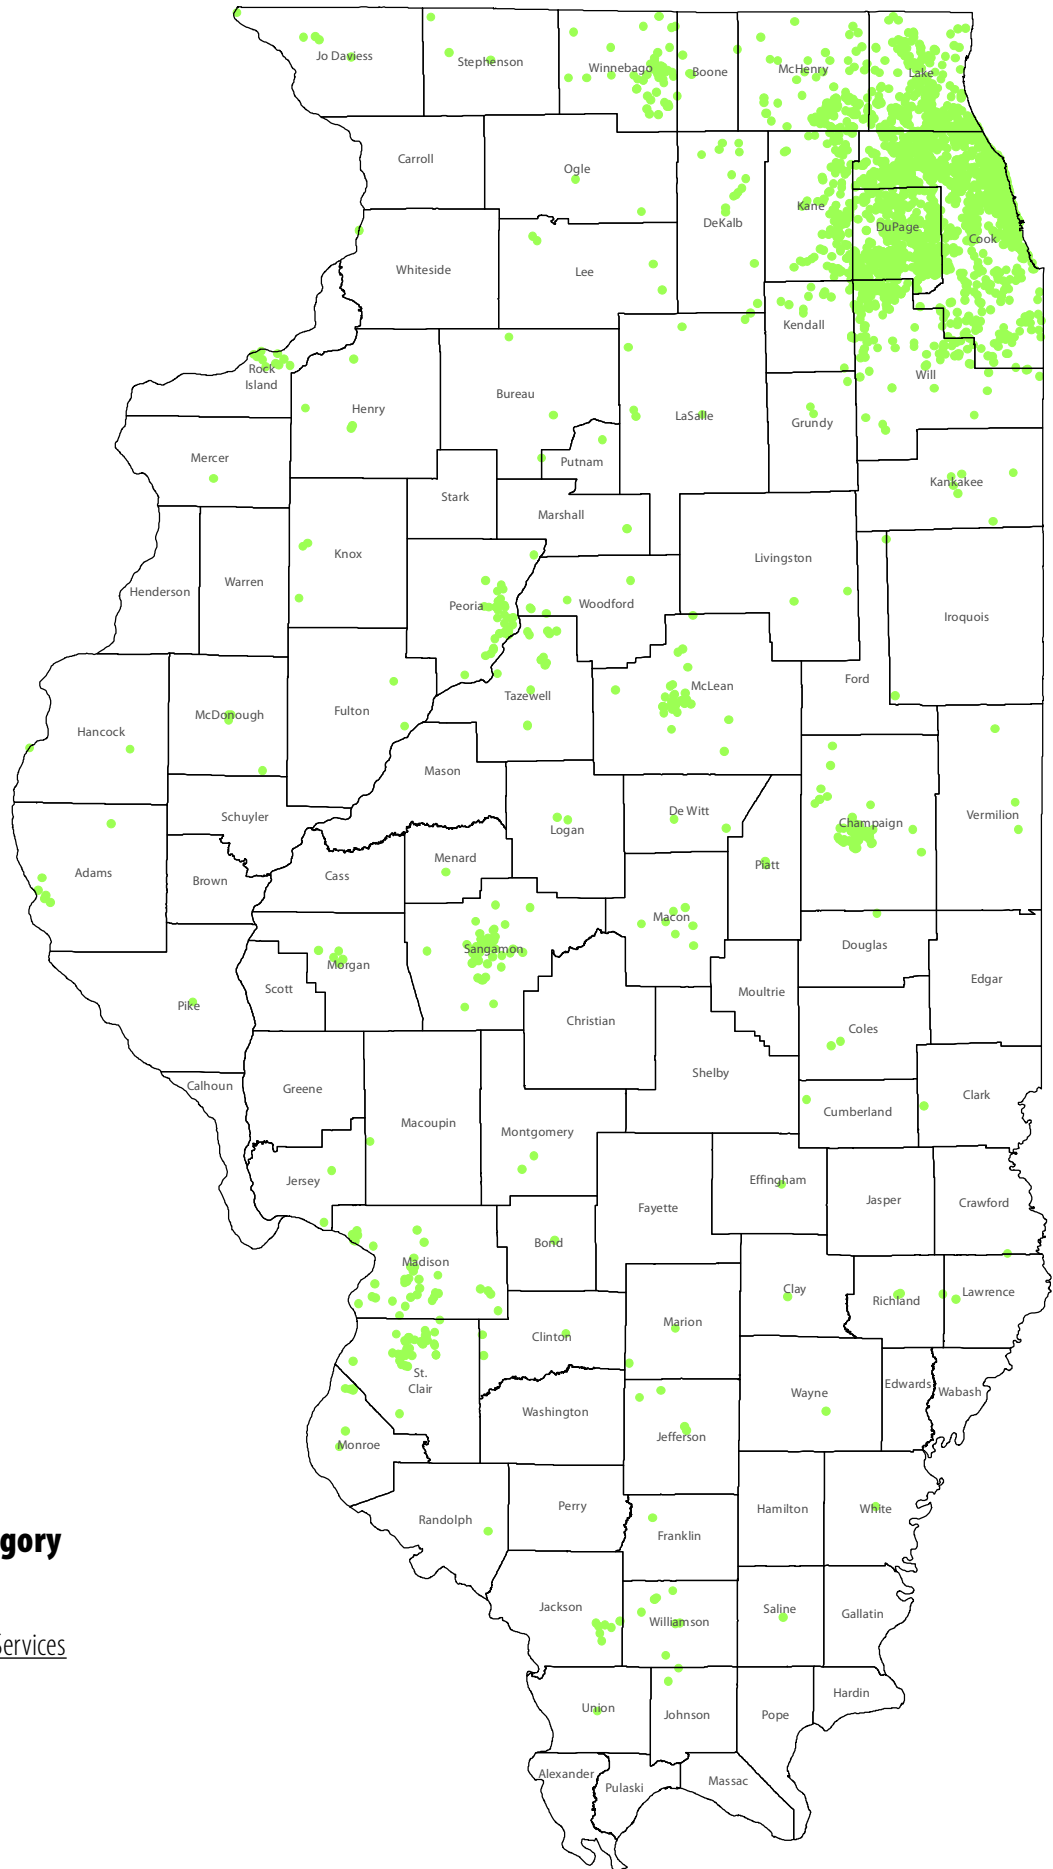 Jo Daviess
Stephenson
Winnebago
Boone
McHenry
Lake
Carroll
Ogle
DeKalb
Kane
DuPage
Cook
Whiteside
Lee
Kendall
Rock
Island
Henry
Bureau
LaSalle
Grundy
Will
Mercer
Putnam
Kankakee
Stark
Marshall
Knox
Livingston
Henderson
Warren
Peoria
Woodford
Iroquois
Ford
McLean
Tazewell
Hancock
McDonough
Fulton
Mason
Schuyler
Logan
De Witt
Champaign
Vermilion
Adams
Brown
Cass
Menard
Piatt
Macon
Sangamon
Morgan
Scott
Pike
Christian
Moultrie
Douglas
Edgar
Coles
Shelby
Calhoun
Greene
Macoupin
Montgomery
Cumberland
Clark
Jersey
Effingham
Fayette
Jasper
Crawford
Bond
Madison
Clay
Richland
Lawrence
Marion
Clinton
St.
Clair
Washington
Wayne
Edwards
Wabash
Jefferson
Monroe
Randolph
Perry
Hamilton
White
Franklin
gory
Jackson
Williamson
Saline
Gallatin
Services
Union
Johnson
Pope
Hardin
Alexander
Pulaski
Massac